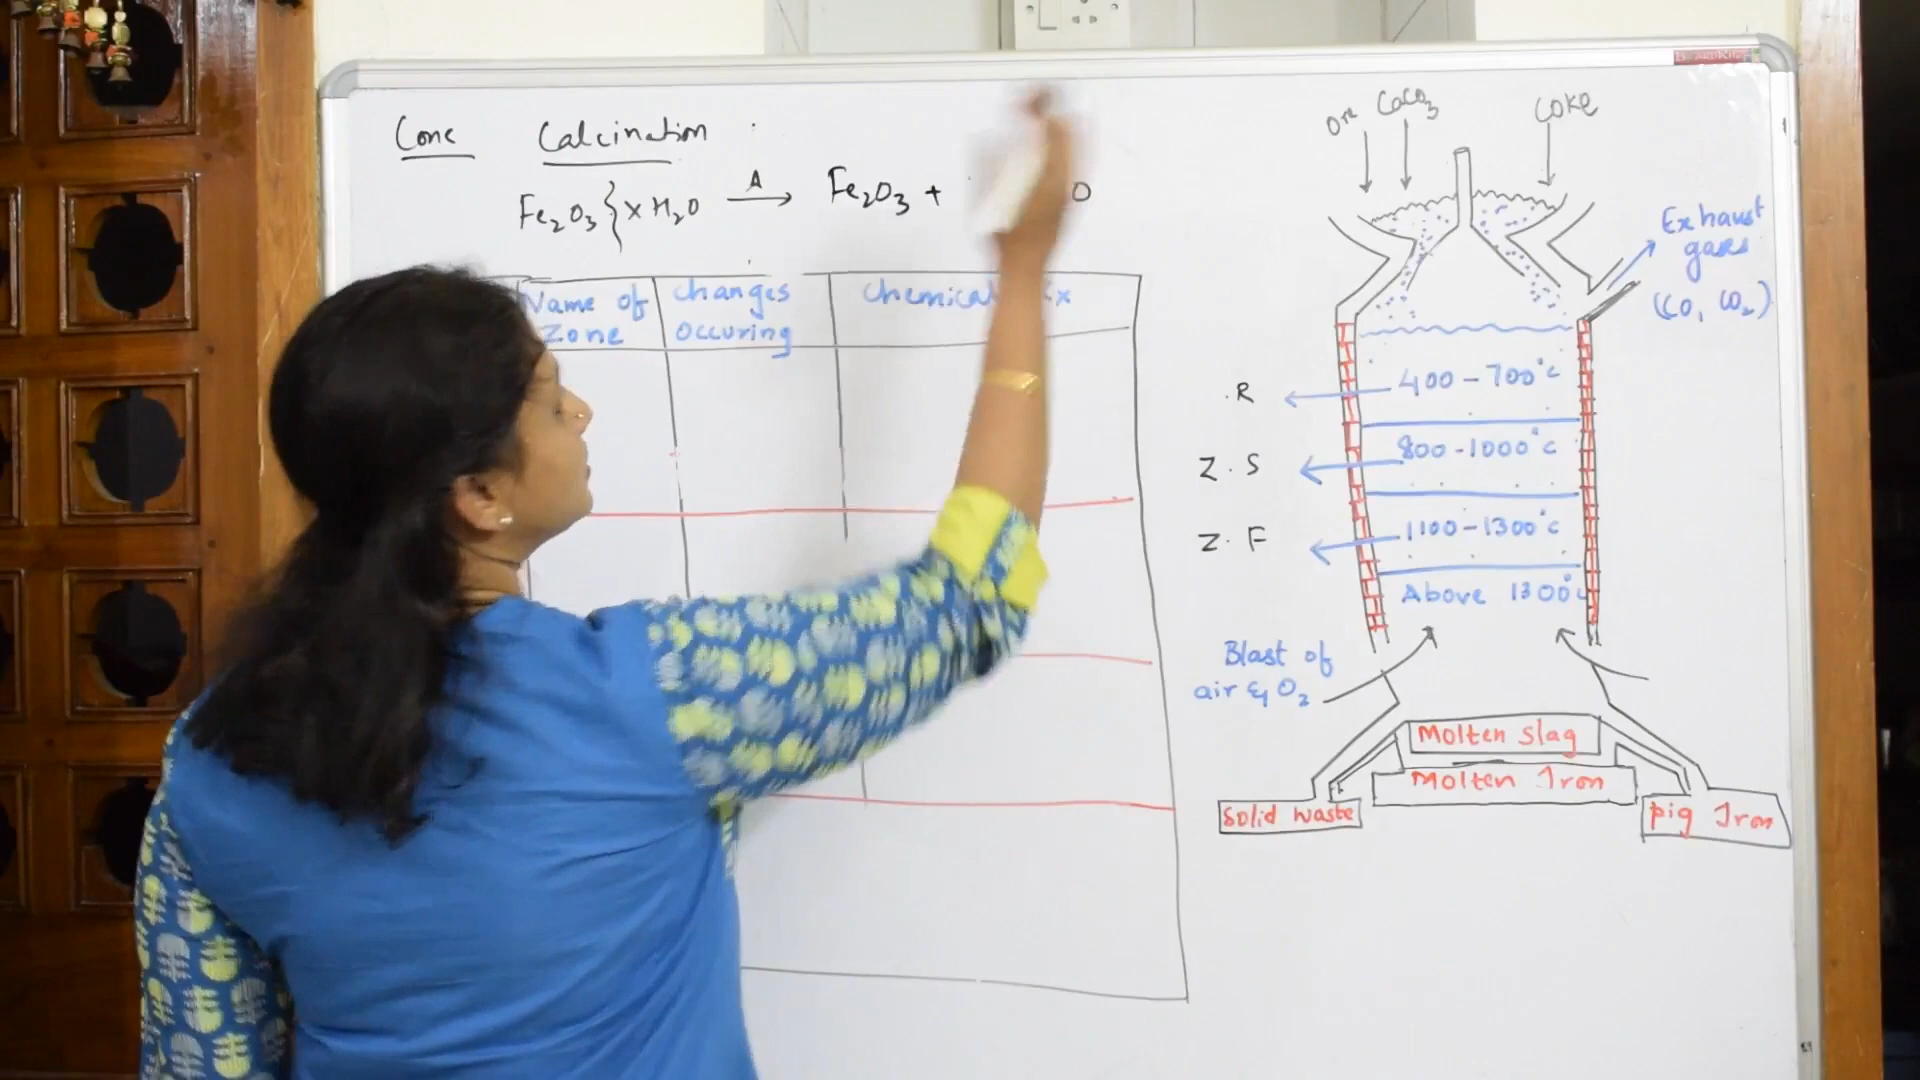 Conc Calcination
Fe₂O₃} x H₂O —Δ→ Fe₂O₃ +
Name of Zone
Changes Occuring
Chemical
Ore CaCO₃ COKE
Exhaust gases (CO, CO₂)
R ← 400 - 700°C
Z. S ← 800 - 1000°C
Z. F ← 1100 - 1300°C
Above 1300°C
Blast of air & O₂
Molten Slag
Molten Iron
Solid Waste
Pig Iron